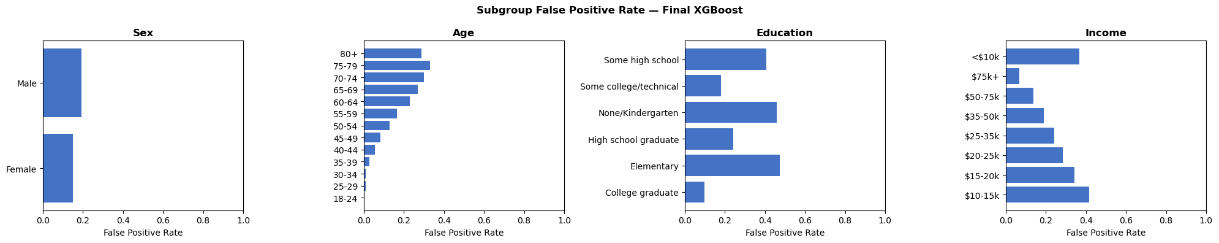 Subgroup False Positive Rate — Final XGBoost
Sex
Male
Female
0.0 0.2 0.4 0.6 0.8 1.0
False Positive Rate
Age
80+
75-79
70-74
65-69
60-64
55-59
50-54
45-49
40-44
35-39
30-34
25-29
18-24
0.0 0.2 0.4 0.6 0.8 1.0
False Positive Rate
Education
Some high school
Some college/technical
None/Kindergarten
High school graduate
Elementary
College graduate
0.0 0.2 0.4 0.6 0.8 1.0
False Positive Rate
Income
<$10k
$75k+
$50-75k
$35-50k
$25-35k
$20-25k
$15-20k
$10-15k
0.0 0.2 0.4 0.6 0.8 1.0
False Positive Rate